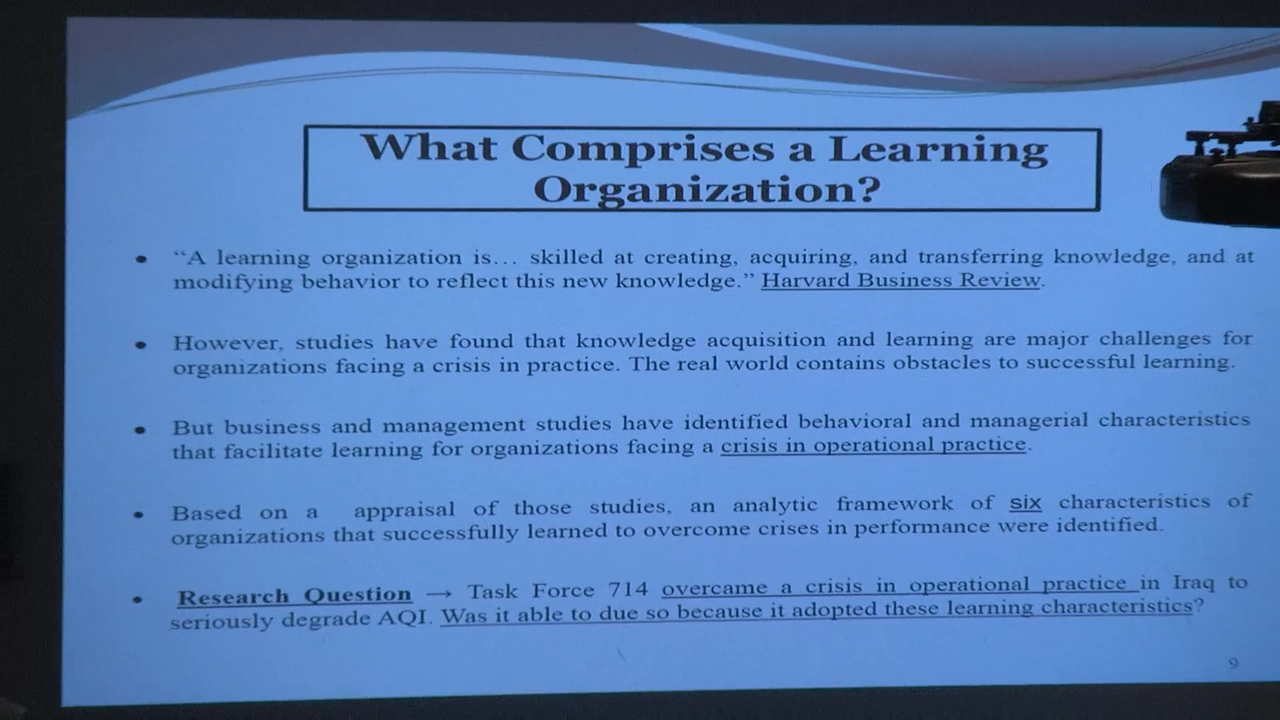 What Comprises a Learning
Organization?
• “A learning organization is… skilled at creating, acquiring, and transferring knowledge, and at
modifying behavior to reflect this new knowledge.” Harvard Business Review.
• However, studies have found that knowledge acquisition and learning are major challenges for
organizations facing a crisis in practice. The real world contains obstacles to successful learning.
• But business and management studies have identified behavioral and managerial characteristics
that facilitate learning for organizations facing a crisis in operational practice.
• Based on a appraisal of those studies, an analytic framework of six characteristics of
organizations that successfully learned to overcome crises in performance were identified.
• Research Question → Task Force 714 overcame a crisis in operational practice in Iraq to
seriously degrade AQI. Was it able to due so because it adopted these learning characteristics?
9